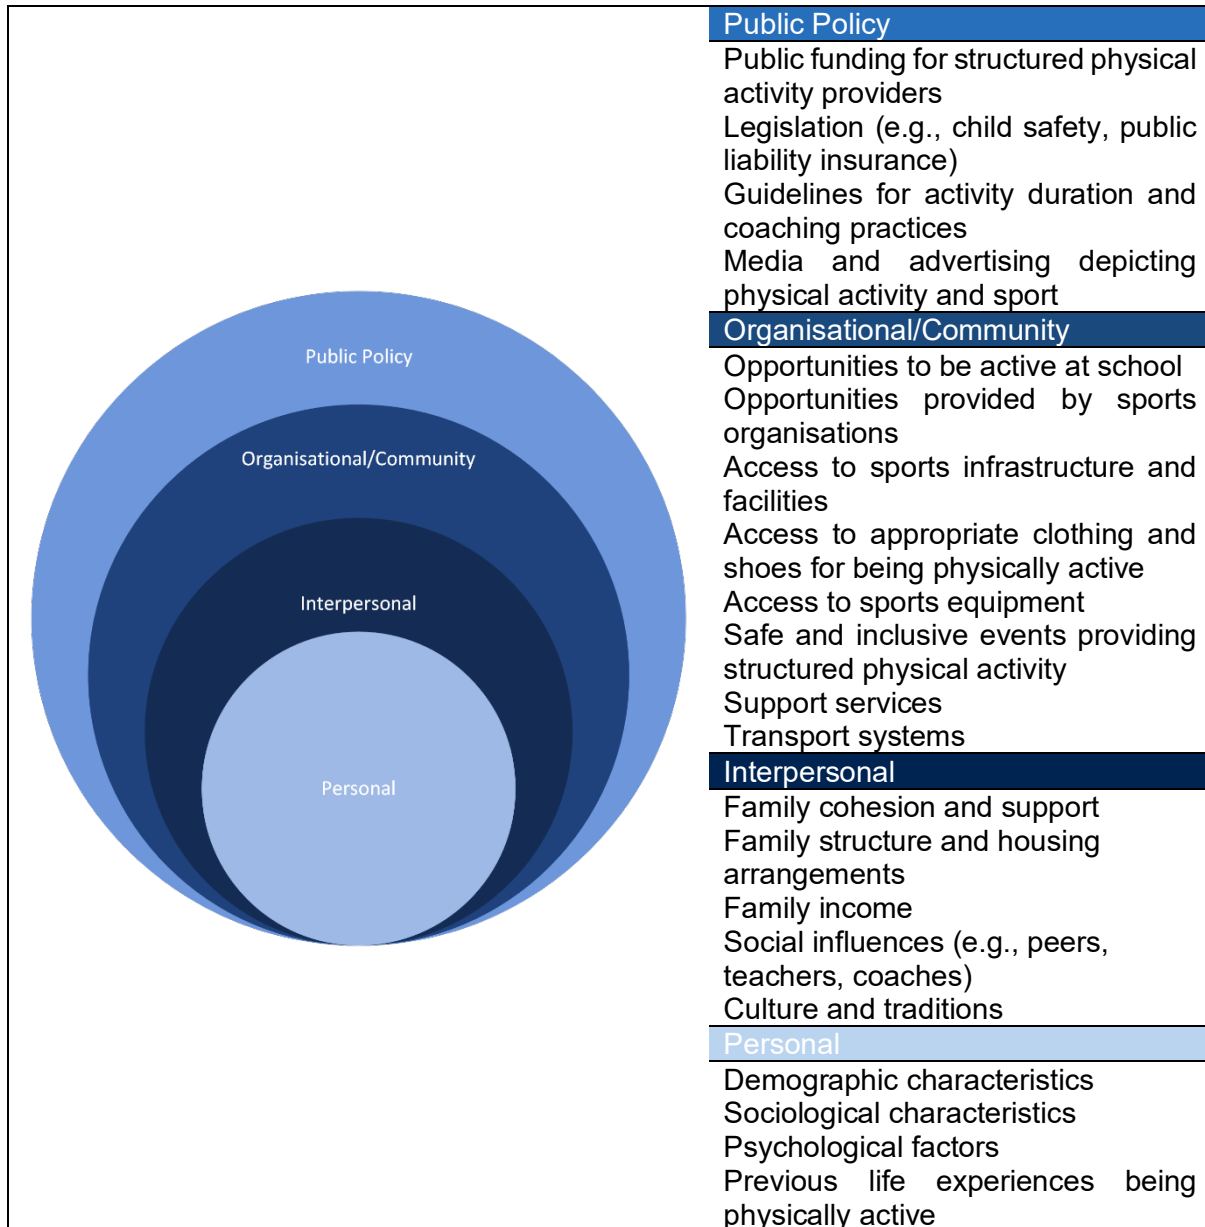 Public Policy
Organisational/Community
Interpersonal
Personal
Public Policy
Public funding for structured physical
activity providers
Legislation (e.g., child safety, public
liability insurance)
Guidelines for activity duration and
coaching practices
Media and advertising depicting
physical activity and sport
Organisational/Community
Opportunities to be active at school
Opportunities provided by sports
organisations
Access to sports infrastructure and
facilities
Access to appropriate clothing and
shoes for being physically active
Access to sports equipment
Safe and inclusive events providing
structured physical activity
Support services
Transport systems
Interpersonal
Family cohesion and support
Family structure and housing
arrangements
Family income
Social influences (e.g., peers,
teachers, coaches)
Culture and traditions
Personal
Demographic characteristics
Sociological characteristics
Psychological factors
Previous life experiences being
physically active